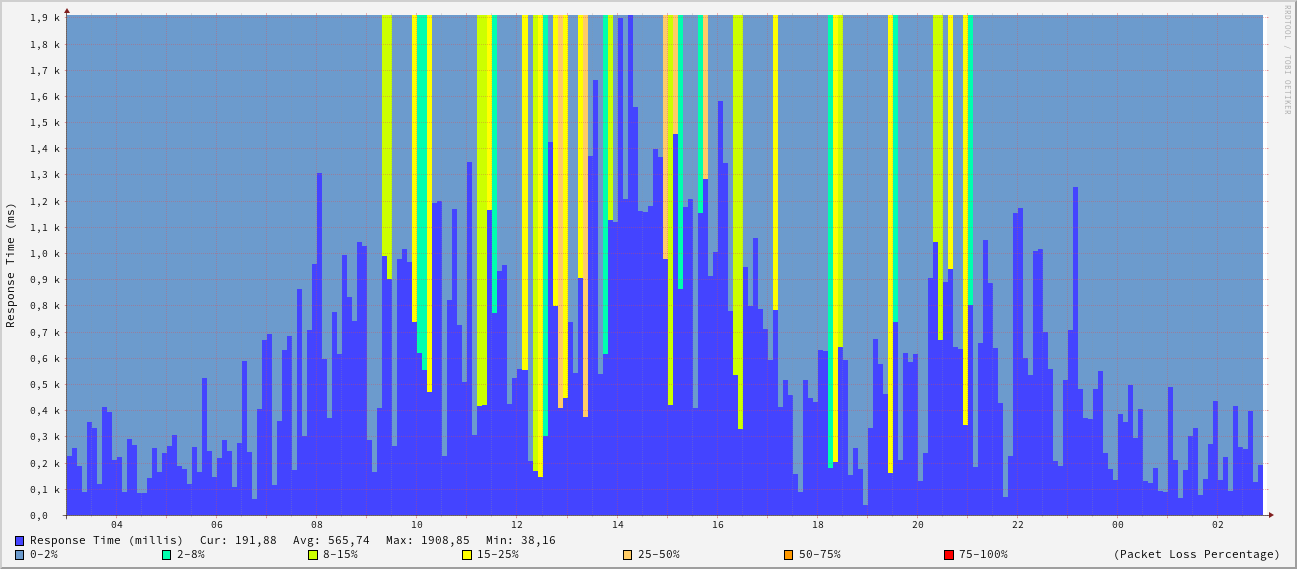 RRDTOOL / TOBI OETIKER
Response Time (ms)
1,9 k
1,8 k
1,7 k
1,6 k
1,5 k
1,4 k
1,3 k
1,2 k
1,1 k
1,0 k
0,9 k
0,8 k
0,7 k
0,6 k
0,5 k
0,4 k
0,3 k
0,2 k
0,1 k
0,0
04 06 08 10 12 14 16 18 20 22 00 02
Response Time (millis) Cur: 191,88 Avg: 565,74 Max: 1908,85 Min: 38,16
0-2% 2-8% 8-15% 15-25% 25-50% 50-75% 75-100% (Packet Loss Percentage)